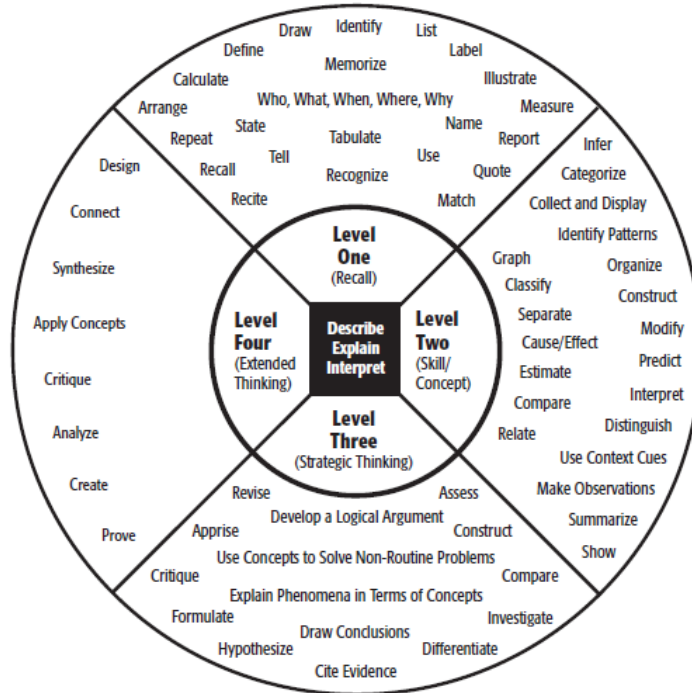 Draw
Identify
List
Define
Label
Memorize
Calculate
Illustrate
Who, What, When, Where, Why
Arrange
Measure
State
Name
Repeat
Tabulate
Report
Tell
Use
Recall
Recognize
Quote
Recite
Match
Level
One
(Recall)
Infer
Categorize
Collect and Display
Identify Patterns
Graph
Organize
Classify
Construct
Separate
Modify
Cause/Effect
Predict
Estimate
Interpret
Compare
Distinguish
Relate
Use Context Cues
Make Observations
Summarize
Show
Level
Two
(Skill/
Concept)
Describe
Explain
Interpret
Level
Three
(Strategic Thinking)
Revise
Assess
Develop a Logical Argument
Apprise
Construct
Use Concepts to Solve Non-Routine Problems
Critique
Compare
Explain Phenomena in Terms of Concepts
Formulate
Investigate
Draw Conclusions
Hypothesize
Differentiate
Cite Evidence
Level
Four
(Extended
Thinking)
Design
Connect
Synthesize
Apply Concepts
Critique
Analyze
Create
Prove